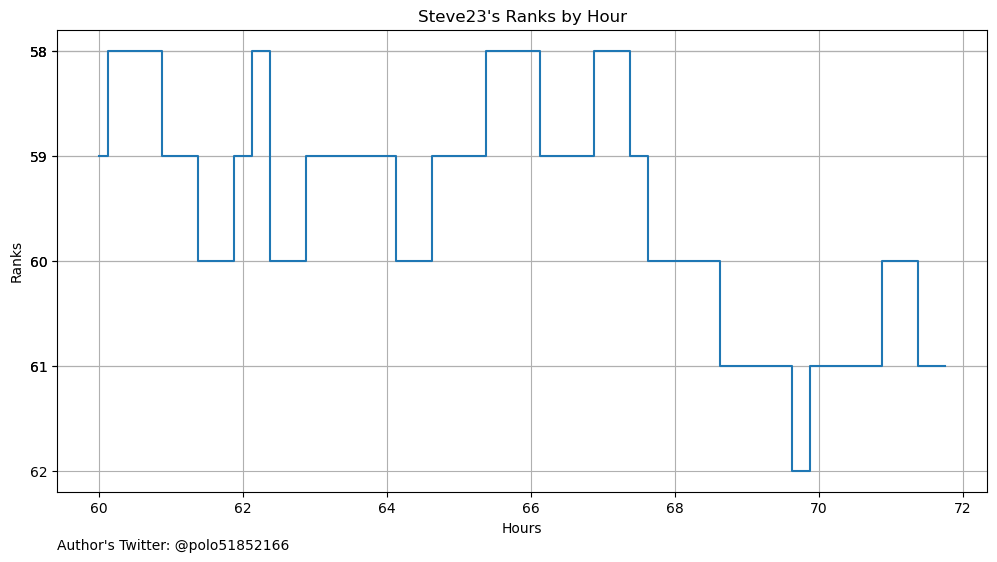 Steve23's Ranks by Hour
58
59
60
61
62
Ranks
60 62 64 66 68 70 72
Hours
Author's Twitter: @polo51852166